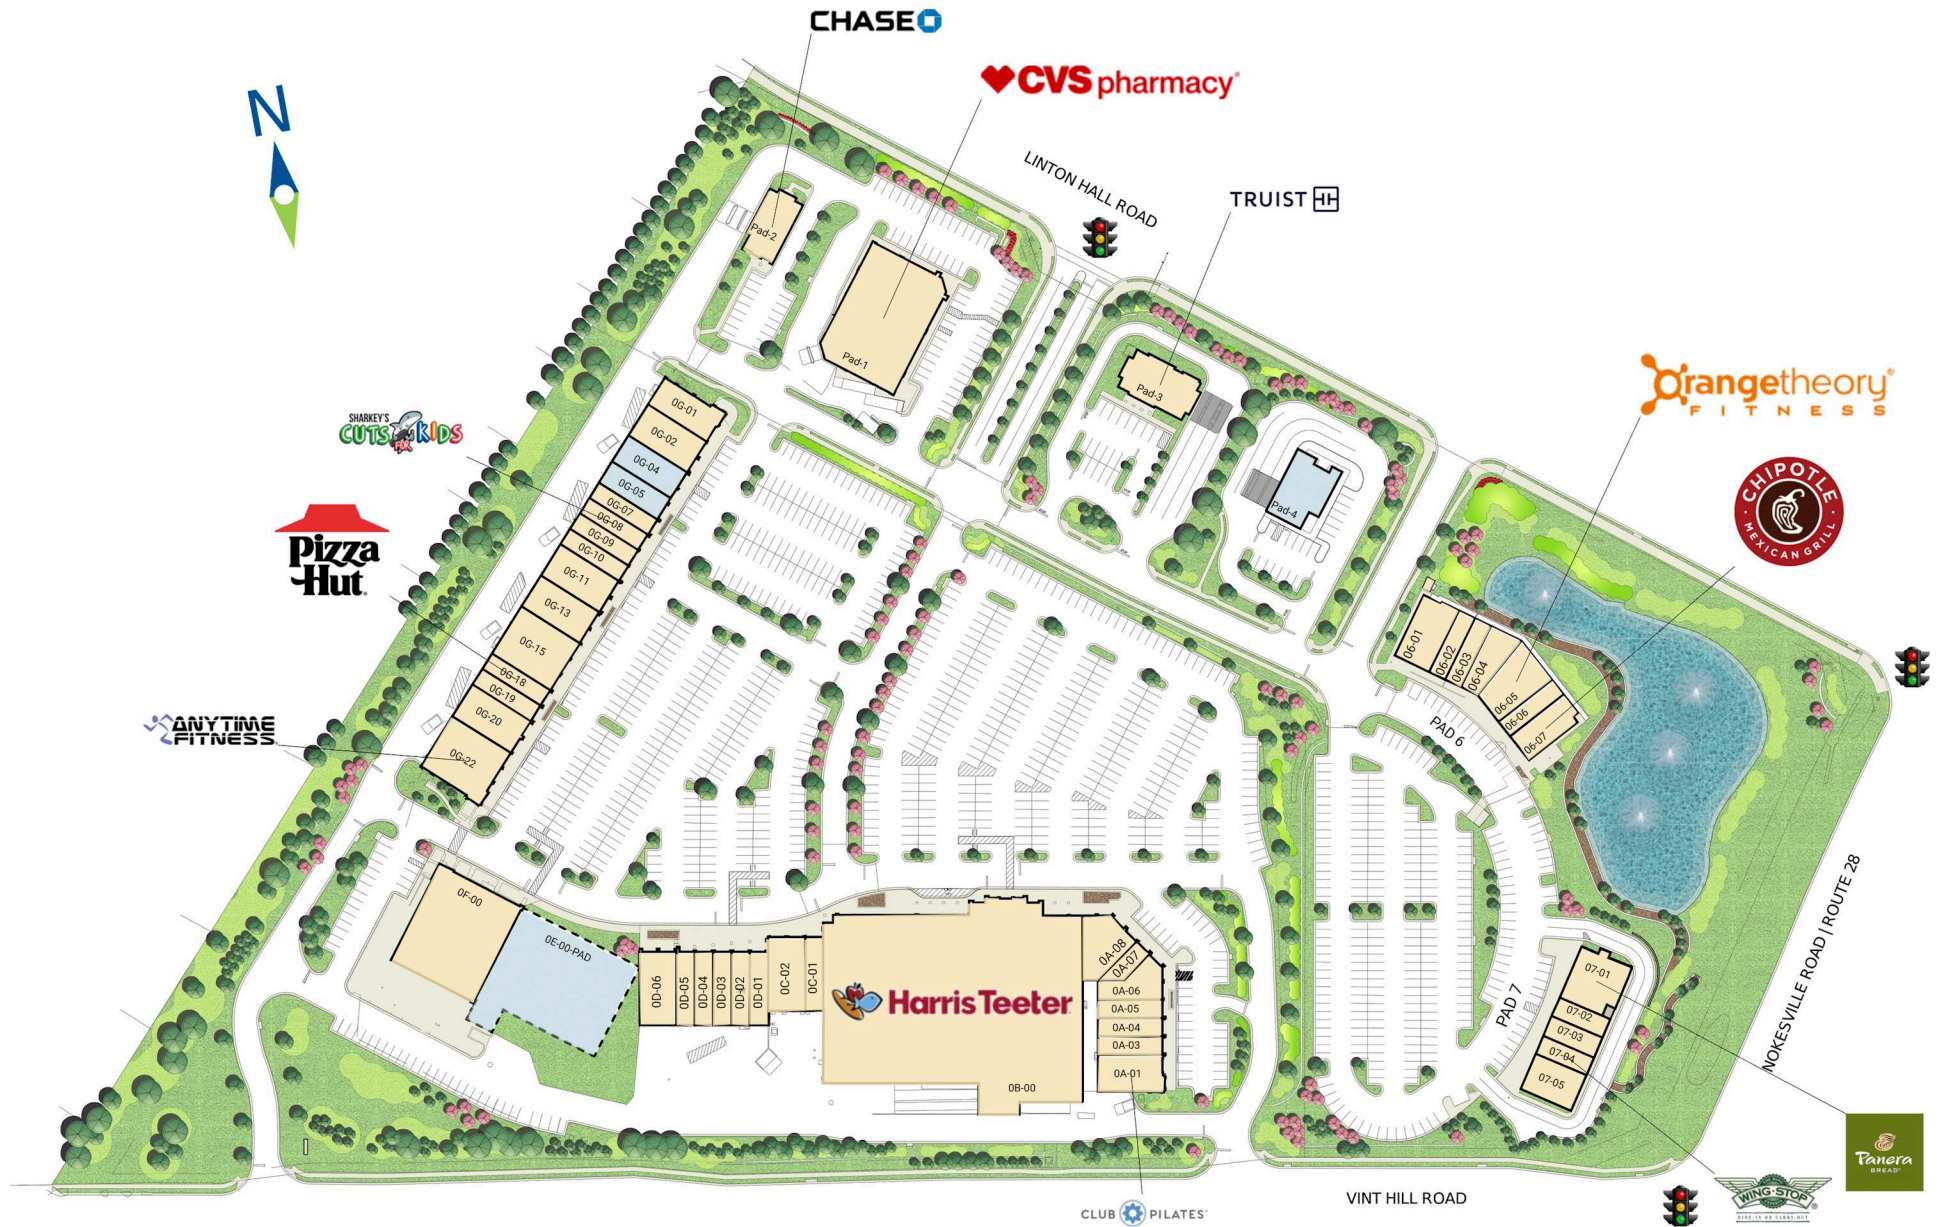 CHASE
CVS pharmacy®
N
LINTON HALL ROAD
TRUIST
Pad-2
Pad-1
Pad-3
Pad-4
Orangetheory®
FITNESS
CHIPOTLE
MEXICAN GRILL
SHARKEY'S
CUTS FOR KIDS
Pizza
Hut®
ANYTIME
FITNESS®
0G-01
0G-02
0G-04
0G-05
0G-07
0G-08
0G-09
0G-10
0G-11
0G-13
0G-15
0G-18
0G-19
0G-20
0G-22
06-01
06-02
06-03
06-04
06-05
06-06
06-07
PAD 6
0F-00
0E-00-PAD
0D-06
0D-05
0D-04
0D-03
0D-02
0D-01
0C-02
0C-01
Harris Teeter
0B-00
0A-08
0A-07
0A-06
0A-05
0A-04
0A-03
0A-01
PAD 7
07-01
07-02
07-03
07-04
07-05
NOKESVILLE ROAD | ROUTE 28
Panera
BREAD®
VINT HILL ROAD
WING·STOP®
DINE-IN OR CARRY-OUT
CLUB PILATES